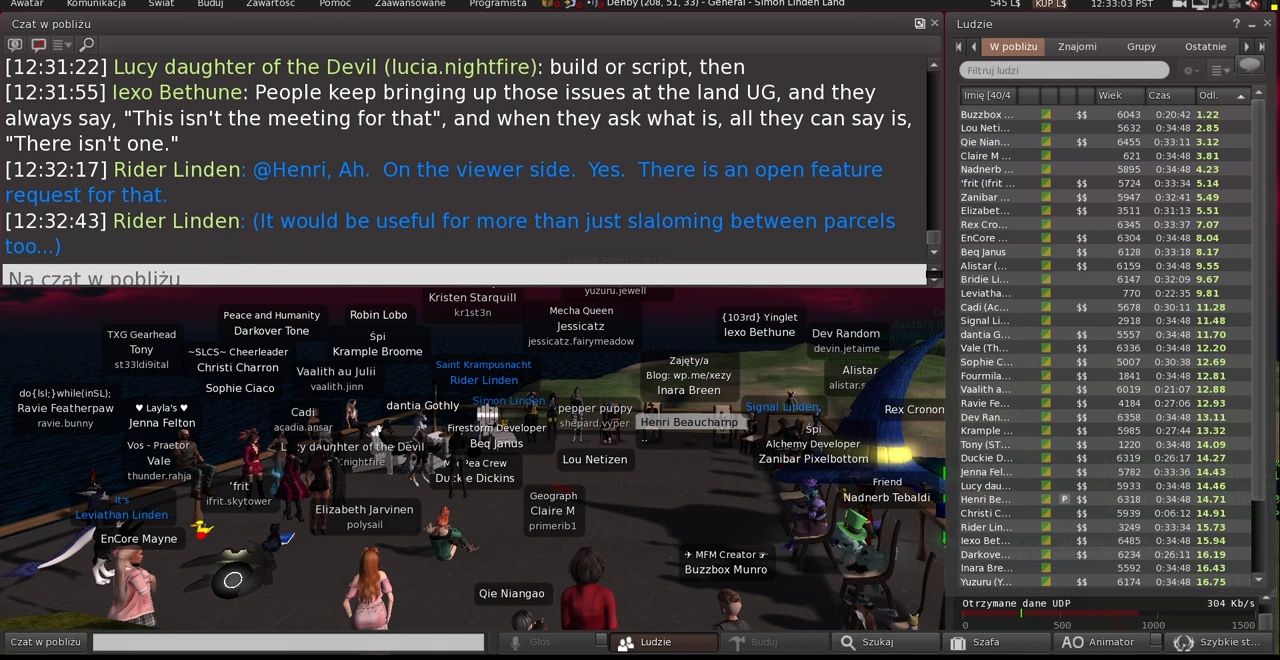 Awatar Komunikacja Świat Buduj Zawartość Pomoc Zaawansowane Programista Denby (208, 51, 33) - General - Simon Linden Land 545 L$ KUP L$ 12:33:03 PST
Czat w pobliżu
[12:31:22] Lucy daughter of the Devil (lucia.nightfire): build or script, then
[12:31:55] Iexo Bethune: People keep bringing up those issues at the land UG, and they
always say, "This isn't the meeting for that", and when they ask what is, all they can say is,
"There isn't one."
[12:32:17] Rider Linden: @Henri, Ah.  On the viewer side.  Yes.  There is an open feature
request for that.
[12:32:43] Rider Linden: (It would be useful for more than just slaloming between parcels
too...)
Na czat w pobliżu
Kristen Starquill
kr1st3n
yuzuru.jewell
Peace and Humanity
Darkover Tone
Robin Lobo
Mecha Queen
Jessicatz
jessicatz.fairymeadow
{103rd} Yinglet
Iexo Bethune
Dev Random
devin.jetaime
TXG Gearhead
Tony
st33ldi9ital
Śpi
Krample Broome
~SLCS~ Cheerleader
Christi Charron
Saint Krampusnacht
Rider Linden
Zajęty/a
Blog: wp.me/xezy
Inara Breen
Alistar
alistar.s
Vaalith au Julii
vaalith.jinn
Sophie Ciaco
do{lsl;}while(inSL);
Ravie Featherpaw
ravie.bunny
♥ Layla's ♥
Jenna Felton
Cadi
acadia.ansar
dantia Gothly
Simon Linden
pepper puppy
shepard.vyper
Signal Linden
Rex Cronon
Henri Beauchamp
Firestorm Developer
Beq Janus
Śpi
Alchemy Developer
Zanibar Pixelbottom
Vos - Praetor
Vale
thunder.rahja
daughter of the Devil
Lou Netizen
Pea Crew
Duckie Dickins
'frit
ifrit.skytower
Friend
Nadnerb Tebaldi
It's
Leviathan Linden
Elizabeth Jarvinen
polysail
Geograph
Claire M
primerib1
EnCore Mayne
✈ MFM Creator
Buzzbox Munro
Qie Niangao
Ludzie
W pobliżu Znajomi Grupy Ostatnie
Filtruj ludzi
Imię [40/4 Wiek Czas Odl.
Buzzbox ... $$ 6043 0:20:42 1.22
Lou Neti... 5632 0:34:48 2.85
Qie Nian... $$ 6455 0:33:11 3.12
Claire M ... 621 0:34:48 3.81
Nadnerb ... 5895 0:34:48 4.23
'frit (Ifrit ... $$ 5724 0:33:34 5.14
Zanibar ... $$ 5947 0:32:41 5.49
Elizabet... $$ 3511 0:31:13 5.51
Rex Cro... 6345 0:33:37 7.07
EnCore ... $$ 6304 0:34:48 8.04
Beq Janus $$ 6128 0:33:18 8.17
Alistar (... $$ 6159 0:34:48 9.55
Bridie Li... 6147 0:32:09 9.67
Leviatha... 770 0:22:35 9.81
Cadi (Ac... $$ 5678 0:30:11 11.28
Signal Li... 2918 0:34:48 11.48
dantia G... $$ 5557 0:34:48 11.70
Vale (Th... $$ 6336 0:34:48 12.20
Sophie C... $$ 5007 0:30:38 12.69
Fourmila... $$ 1841 0:34:48 12.81
Vaalith a... $$ 6019 0:21:07 12.88
Ravie Fe... $$ 4184 0:27:06 12.93
Dev Ran... $$ 6358 0:34:48 13.11
Krample ... $$ 5985 0:27:44 13.32
Tony (ST... $$ 1220 0:34:48 14.09
Duckie D... $$ 6319 0:26:17 14.27
Jenna Fel... $$ 5782 0:33:36 14.43
Lucy dau... $$ 5933 0:34:48 14.46
Henri Be... P $$ 6318 0:34:48 14.71
Christi C... $$ 5939 0:06:12 14.91
Rider Lin... $$ 3249 0:33:34 15.73
Iexo Bet... $$ 6485 0:34:48 15.94
Darkove... $$ 6234 0:26:11 16.19
Inara Bre... 5592 0:34:48 16.43
Yuzuru (Y... $$ 6174 0:34:48 16.75
Otrzymane dane UDP 304 Kb/s
0 500 1000 1500
Czat w pobliżu Głos Ludzie Buduj Szukaj Szafa AO Animator Szybkie st...